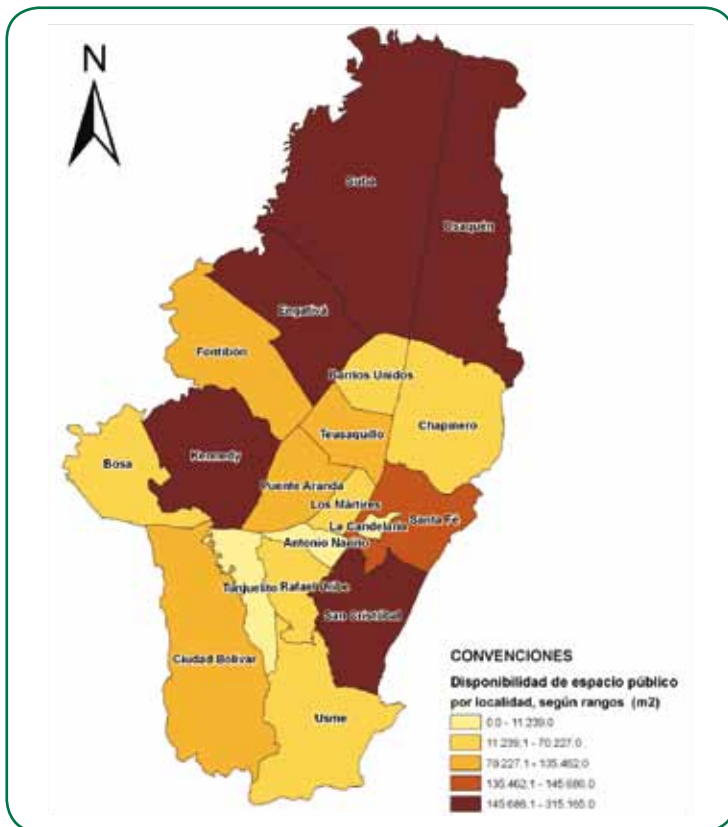 N
Suba
Usaquén
Engativá
Fontibón
Barrios Unidos
Chapinero
Teusaquillo
Kennedy
Bosa
Puente Aranda
Los Mártires
La Candelaria
Santa Fé
Antonio Nariño
Tunjuelito
Rafael Uribe
San Cristóbal
Ciudad Bolívar
Usme
CONVENCIONES
Disponibilidad de espacio público
por localidad, según rangos (m2)
0.0 - 11.239.0
11.239.1 - 70.227.0
70.227.1 - 135.462.0
135.462.1 - 145.686.0
145.686.1 - 315.165.0